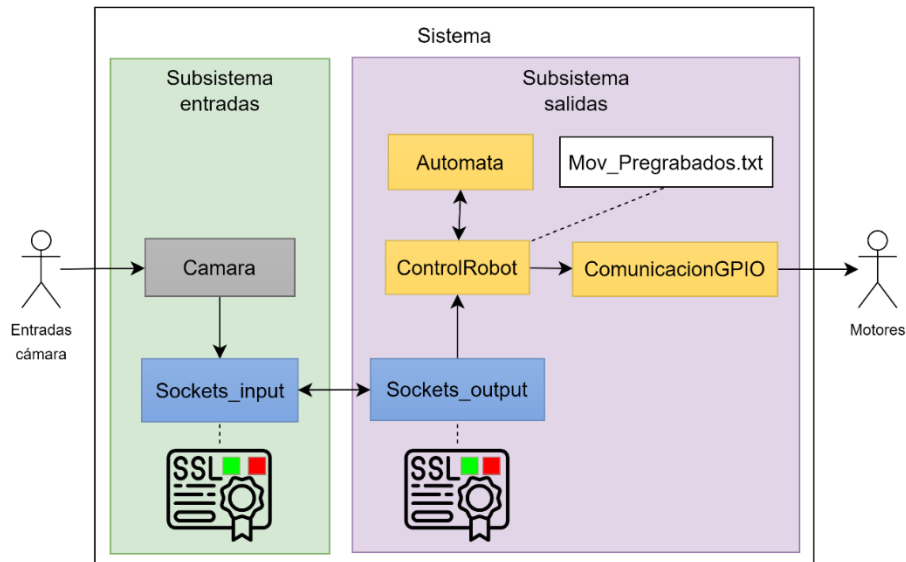 Sistema
Subsistema
entradas
Subsistema
salidas
Automata
Mov_Pregrabados.txt
Camara
ControlRobot
ComunicacionGPIO
Entradas
cámara
Motores
Sockets_input
Sockets_output
SSL
SSL